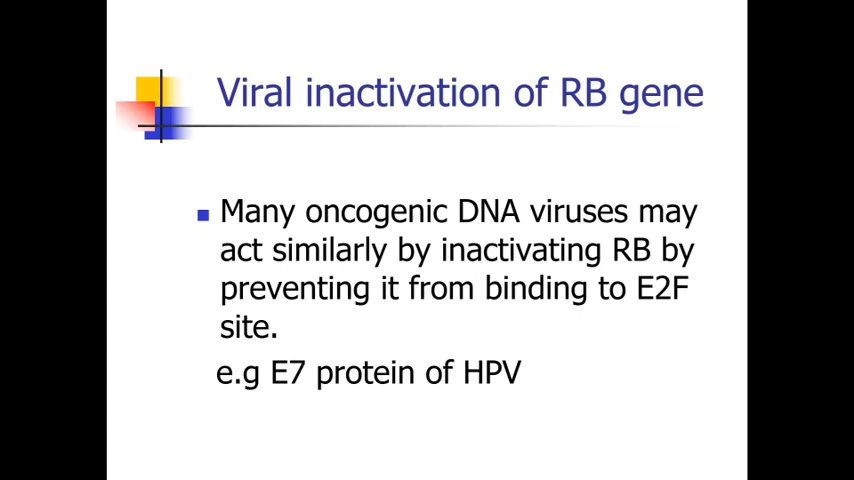 Viral inactivation of RB gene
Many oncogenic DNA viruses may
act similarly by inactivating RB by
preventing it from binding to E2F
site.
e.g E7 protein of HPV